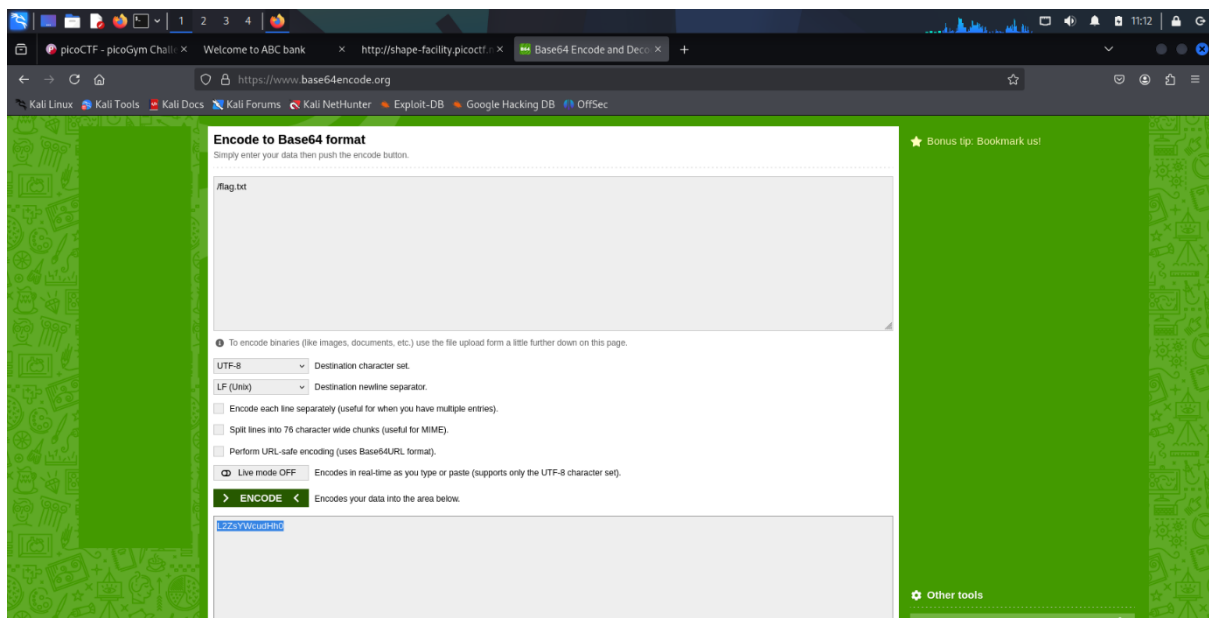 1 2 3 4 11:12
picoCTF - picoGym Challe Welcome to ABC bank http://shape-facility.picoctf.n Base64 Encode and Deco
https://www.base64encode.org
Kali Linux Kali Tools Kali Docs Kali Forums Kali NetHunter Exploit-DB Google Hacking DB OffSec
Encode to Base64 format
Simply enter your data then push the encode button.
Bonus tip: Bookmark us!
/flag.txt
To encode binaries (like images, documents, etc.) use the file upload form a little further down on this page.
UTF-8 Destination character set.
LF (Unix) Destination newline separator.
Encode each line separately (useful for when you have multiple entries).
Split lines into 76 character wide chunks (useful for MIME).
Perform URL-safe encoding (uses Base64URL format).
Live mode OFF Encodes in real-time as you type or paste (supports only the UTF-8 character set).
> ENCODE < Encodes your data into the area below.
L2ZsYWcudHh0
Other tools